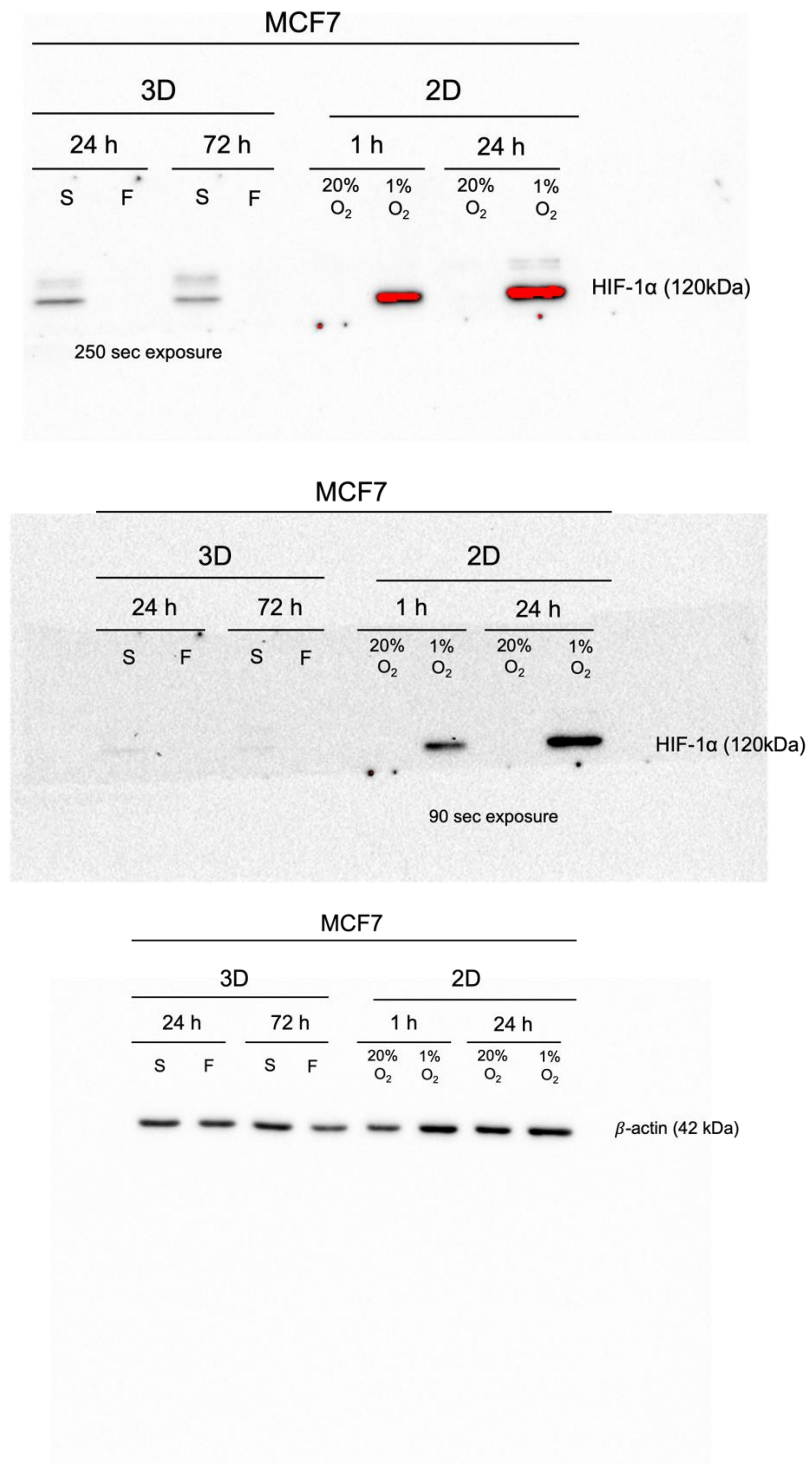 MCF7
3D 2D
24 h 72 h 1 h 24 h
S F S F 20% O₂ 1% O₂ 20% O₂ 1% O₂
HIF-1α (120kDa)
250 sec exposure
MCF7
3D 2D
24 h 72 h 1 h 24 h
S F S F 20% O₂ 1% O₂ 20% O₂ 1% O₂
HIF-1α (120kDa)
90 sec exposure
MCF7
3D 2D
24 h 72 h 1 h 24 h
S F S F 20% O₂ 1% O₂ 20% O₂ 1% O₂
β-actin (42 kDa)